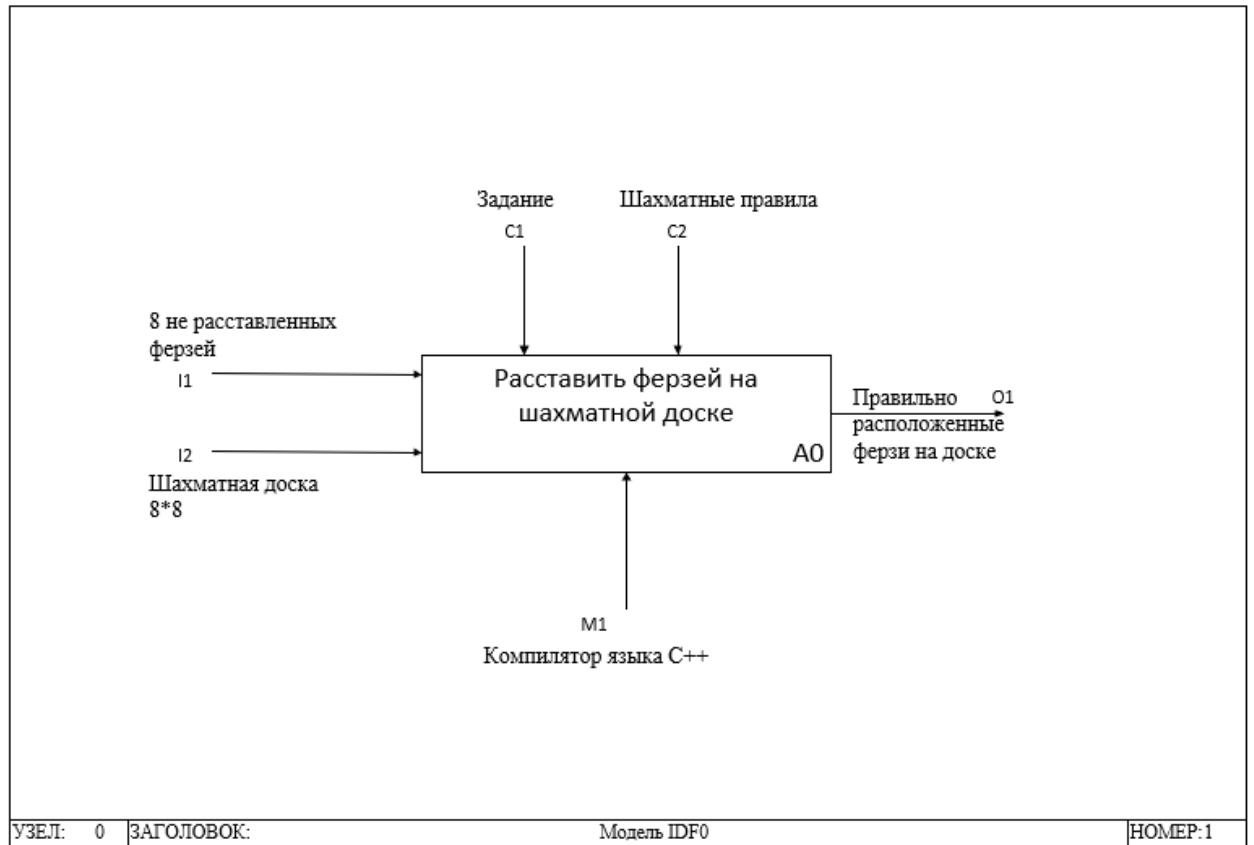 Задание
Шахматные правила
C1
C2
8 не расставленных
ферзей
I1
Расставить ферзей на
шахматной доске
A0
Правильно
расположенные
ферзи на доске
O1
I2
Шахматная доска
8*8
M1
Компилятор языка C++
УЗЕЛ: 0
ЗАГОЛОВОК:
Модель IDF0
НОМЕР:1